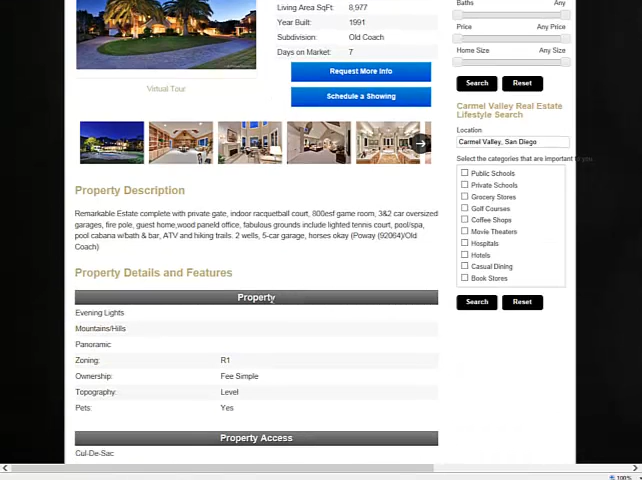 Living Area SqFt: 8,977
Year Built: 1991
Subdivision: Old Coach
Days on Market: 7
Request More Info
Schedule a Showing
Virtual Tour
Property Description
Remarkable Estate complete with private gate, indoor racquetball court, 800esf game room, 3&2 car oversized
garages, fire pole, guest home,wood paneld office, fabulous grounds include lighted tennis court, pool/spa,
pool cabana w/bath & bar, ATV and hiking trails. 2 wells, 5-car garage, horses okay (Poway (92064)/Old
Coach)
Property Details and Features
Property
Evening Lights
Mountains/Hills
Panoramic
Zoning: R1
Ownership: Fee Simple
Topography: Level
Pets: Yes
Property Access
Cul-De-Sac
Baths Any
Price Any Price
Home Size Any Size
Search Reset
Carmel Valley Real Estate
Lifestyle Search
Location
Carmel Valley, San Diego
Select the categories that are important to you.
Public Schools
Private Schools
Grocery Stores
Golf Courses
Coffee Shops
Movie Theaters
Hospitals
Hotels
Casual Dining
Book Stores
Search Reset
100%